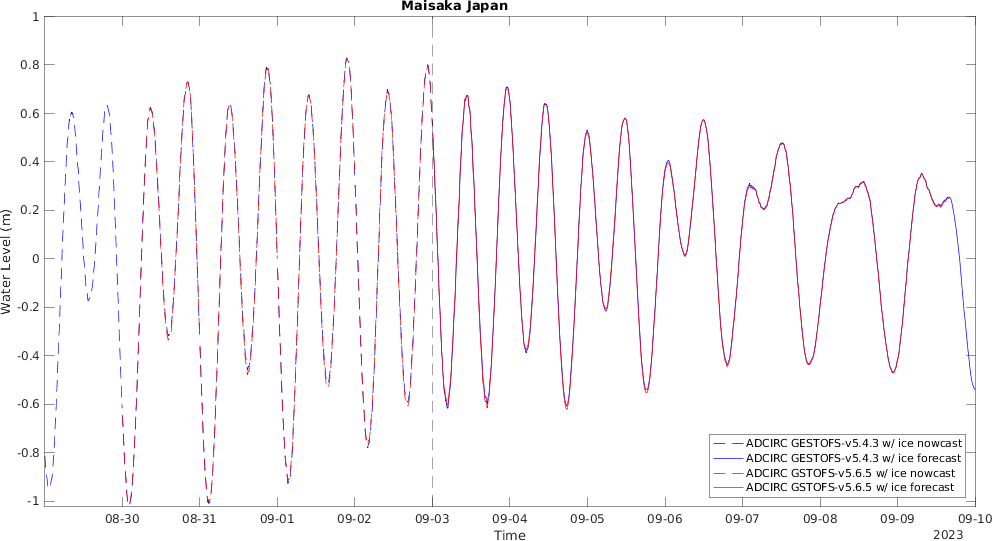 Maisaka Japan
1
0.8
0.6
0.4
0.2
0
-0.2
-0.4
-0.6
-0.8
-1
Water Level (m)
08-30 08-31 09-01 09-02 09-03 09-04 09-05 09-06 09-07 09-08 09-09 09-10
Time
2023
ADCIRC GESTOFS-v5.4.3 w/ ice nowcast
ADCIRC GESTOFS-v5.4.3 w/ ice forecast
ADCIRC GSTOFS-v5.6.5 w/ ice nowcast
ADCIRC GSTOFS-v5.6.5 w/ ice forecast